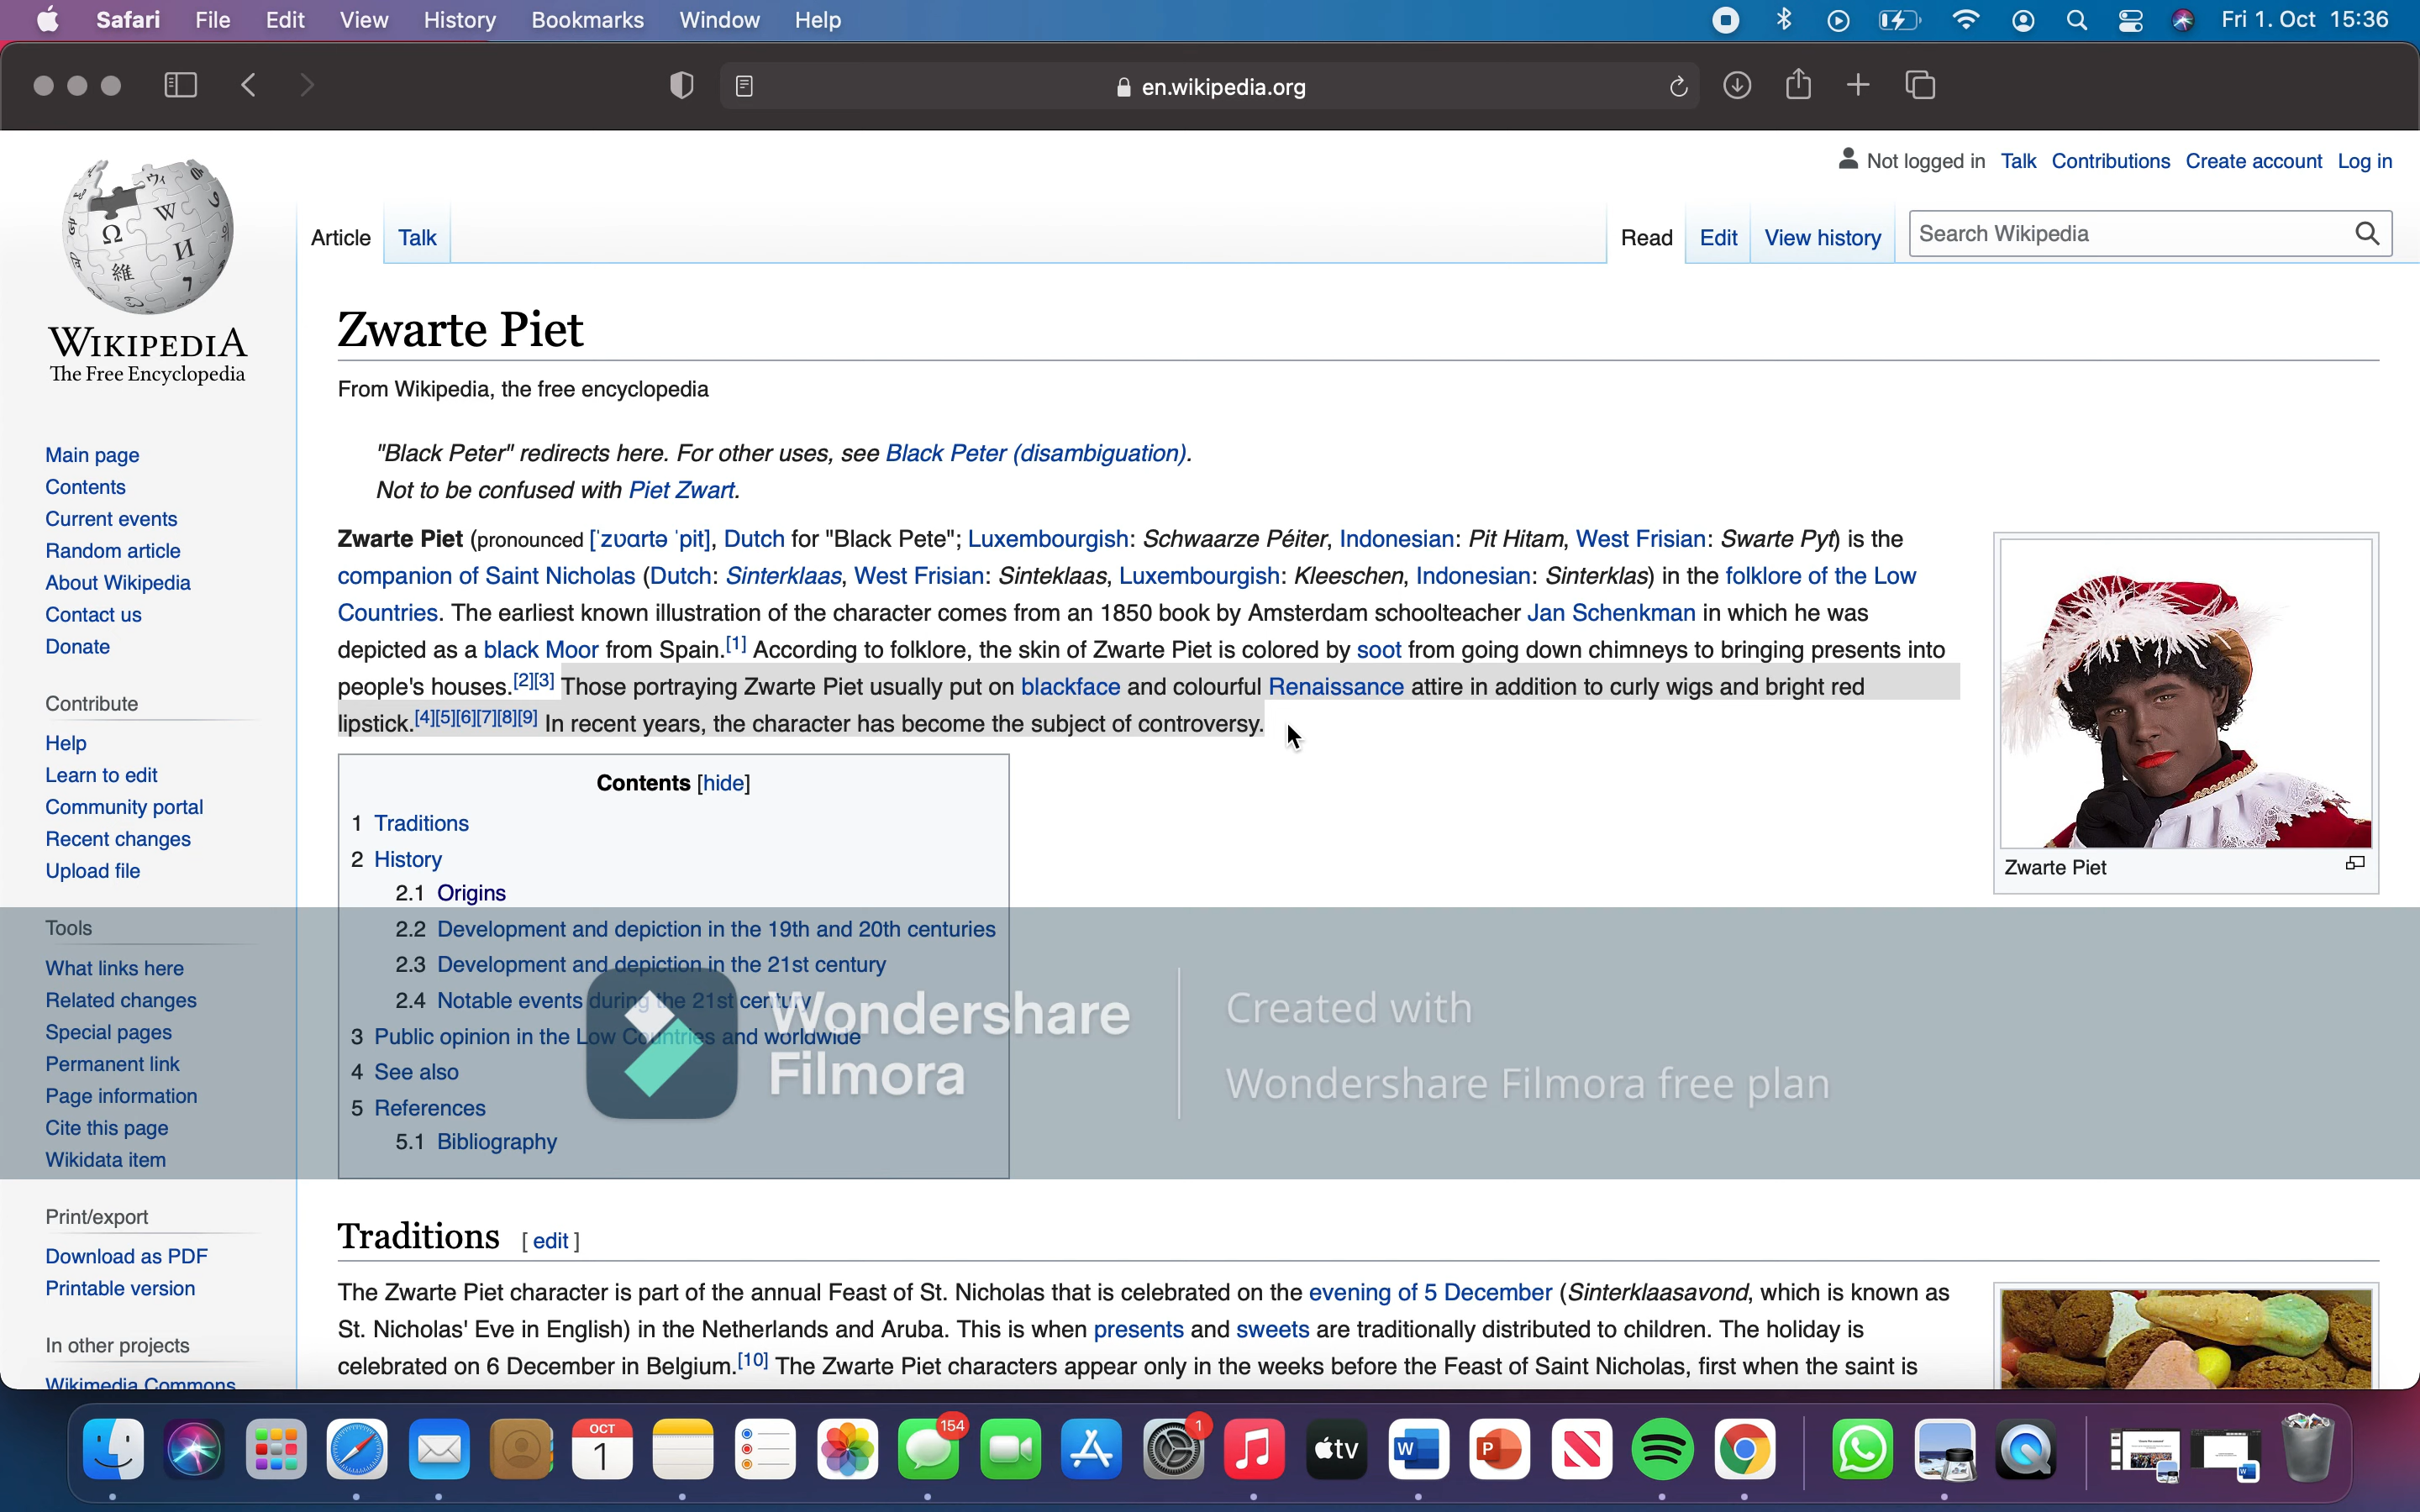 Safari File Edit View History Bookmarks Window Help Fri 1. Oct 15:36
en.wikipedia.org
Not logged in Talk Contributions Create account Log in
Article Talk Read Edit View history Search Wikipedia
WIKIPEDIA
The Free Encyclopedia
Main page
Contents
Current events
Random article
About Wikipedia
Contact us
Donate
Contribute
Help
Learn to edit
Community portal
Recent changes
Upload file
Tools
What links here
Related changes
Special pages
Permanent link
Page information
Cite this page
Wikidata item
Print/export
Download as PDF
Printable version
In other projects
Wikimedia Commons
Zwarte Piet
From Wikipedia, the free encyclopedia
"Black Peter" redirects here. For other uses, see Black Peter (disambiguation).
Not to be confused with Piet Zwart.
Zwarte Piet (pronounced [ˈzʋɑrtə ˈpit], Dutch for "Black Pete"; Luxembourgish: Schwaarze Péiter, Indonesian: Pit Hitam, West Frisian: Swarte Pyt) is the
companion of Saint Nicholas (Dutch: Sinterklaas, West Frisian: Sinteklaas, Luxembourgish: Kleeschen, Indonesian: Sinterklas) in the folklore of the Low
Countries. The earliest known illustration of the character comes from an 1850 book by Amsterdam schoolteacher Jan Schenkman in which he was
depicted as a black Moor from Spain.[1] According to folklore, the skin of Zwarte Piet is colored by soot from going down chimneys to bringing presents into
people's houses.[2][3] Those portraying Zwarte Piet usually put on blackface and colourful Renaissance attire in addition to curly wigs and bright red
lipstick.[4][5][6][7][8][9] In recent years, the character has become the subject of controversy.
Zwarte Piet
Contents [hide]
1 Traditions
2 History
2.1 Origins
2.2 Development and depiction in the 19th and 20th centuries
2.3 Development and depiction in the 21st century
2.4 Notable events during the 21st century
3 Public opinion in the Low Countries and worldwide
4 See also
5 References
5.1 Bibliography
Wondershare
Filmora
Created with
Wondershare Filmora free plan
Traditions [ edit ]
The Zwarte Piet character is part of the annual Feast of St. Nicholas that is celebrated on the evening of 5 December (Sinterklaasavond, which is known as
St. Nicholas' Eve in English) in the Netherlands and Aruba. This is when presents and sweets are traditionally distributed to children. The holiday is
celebrated on 6 December in Belgium.[10] The Zwarte Piet characters appear only in the weeks before the Feast of Saint Nicholas, first when the saint is
OCT
1
154
1
tv
W
P
W